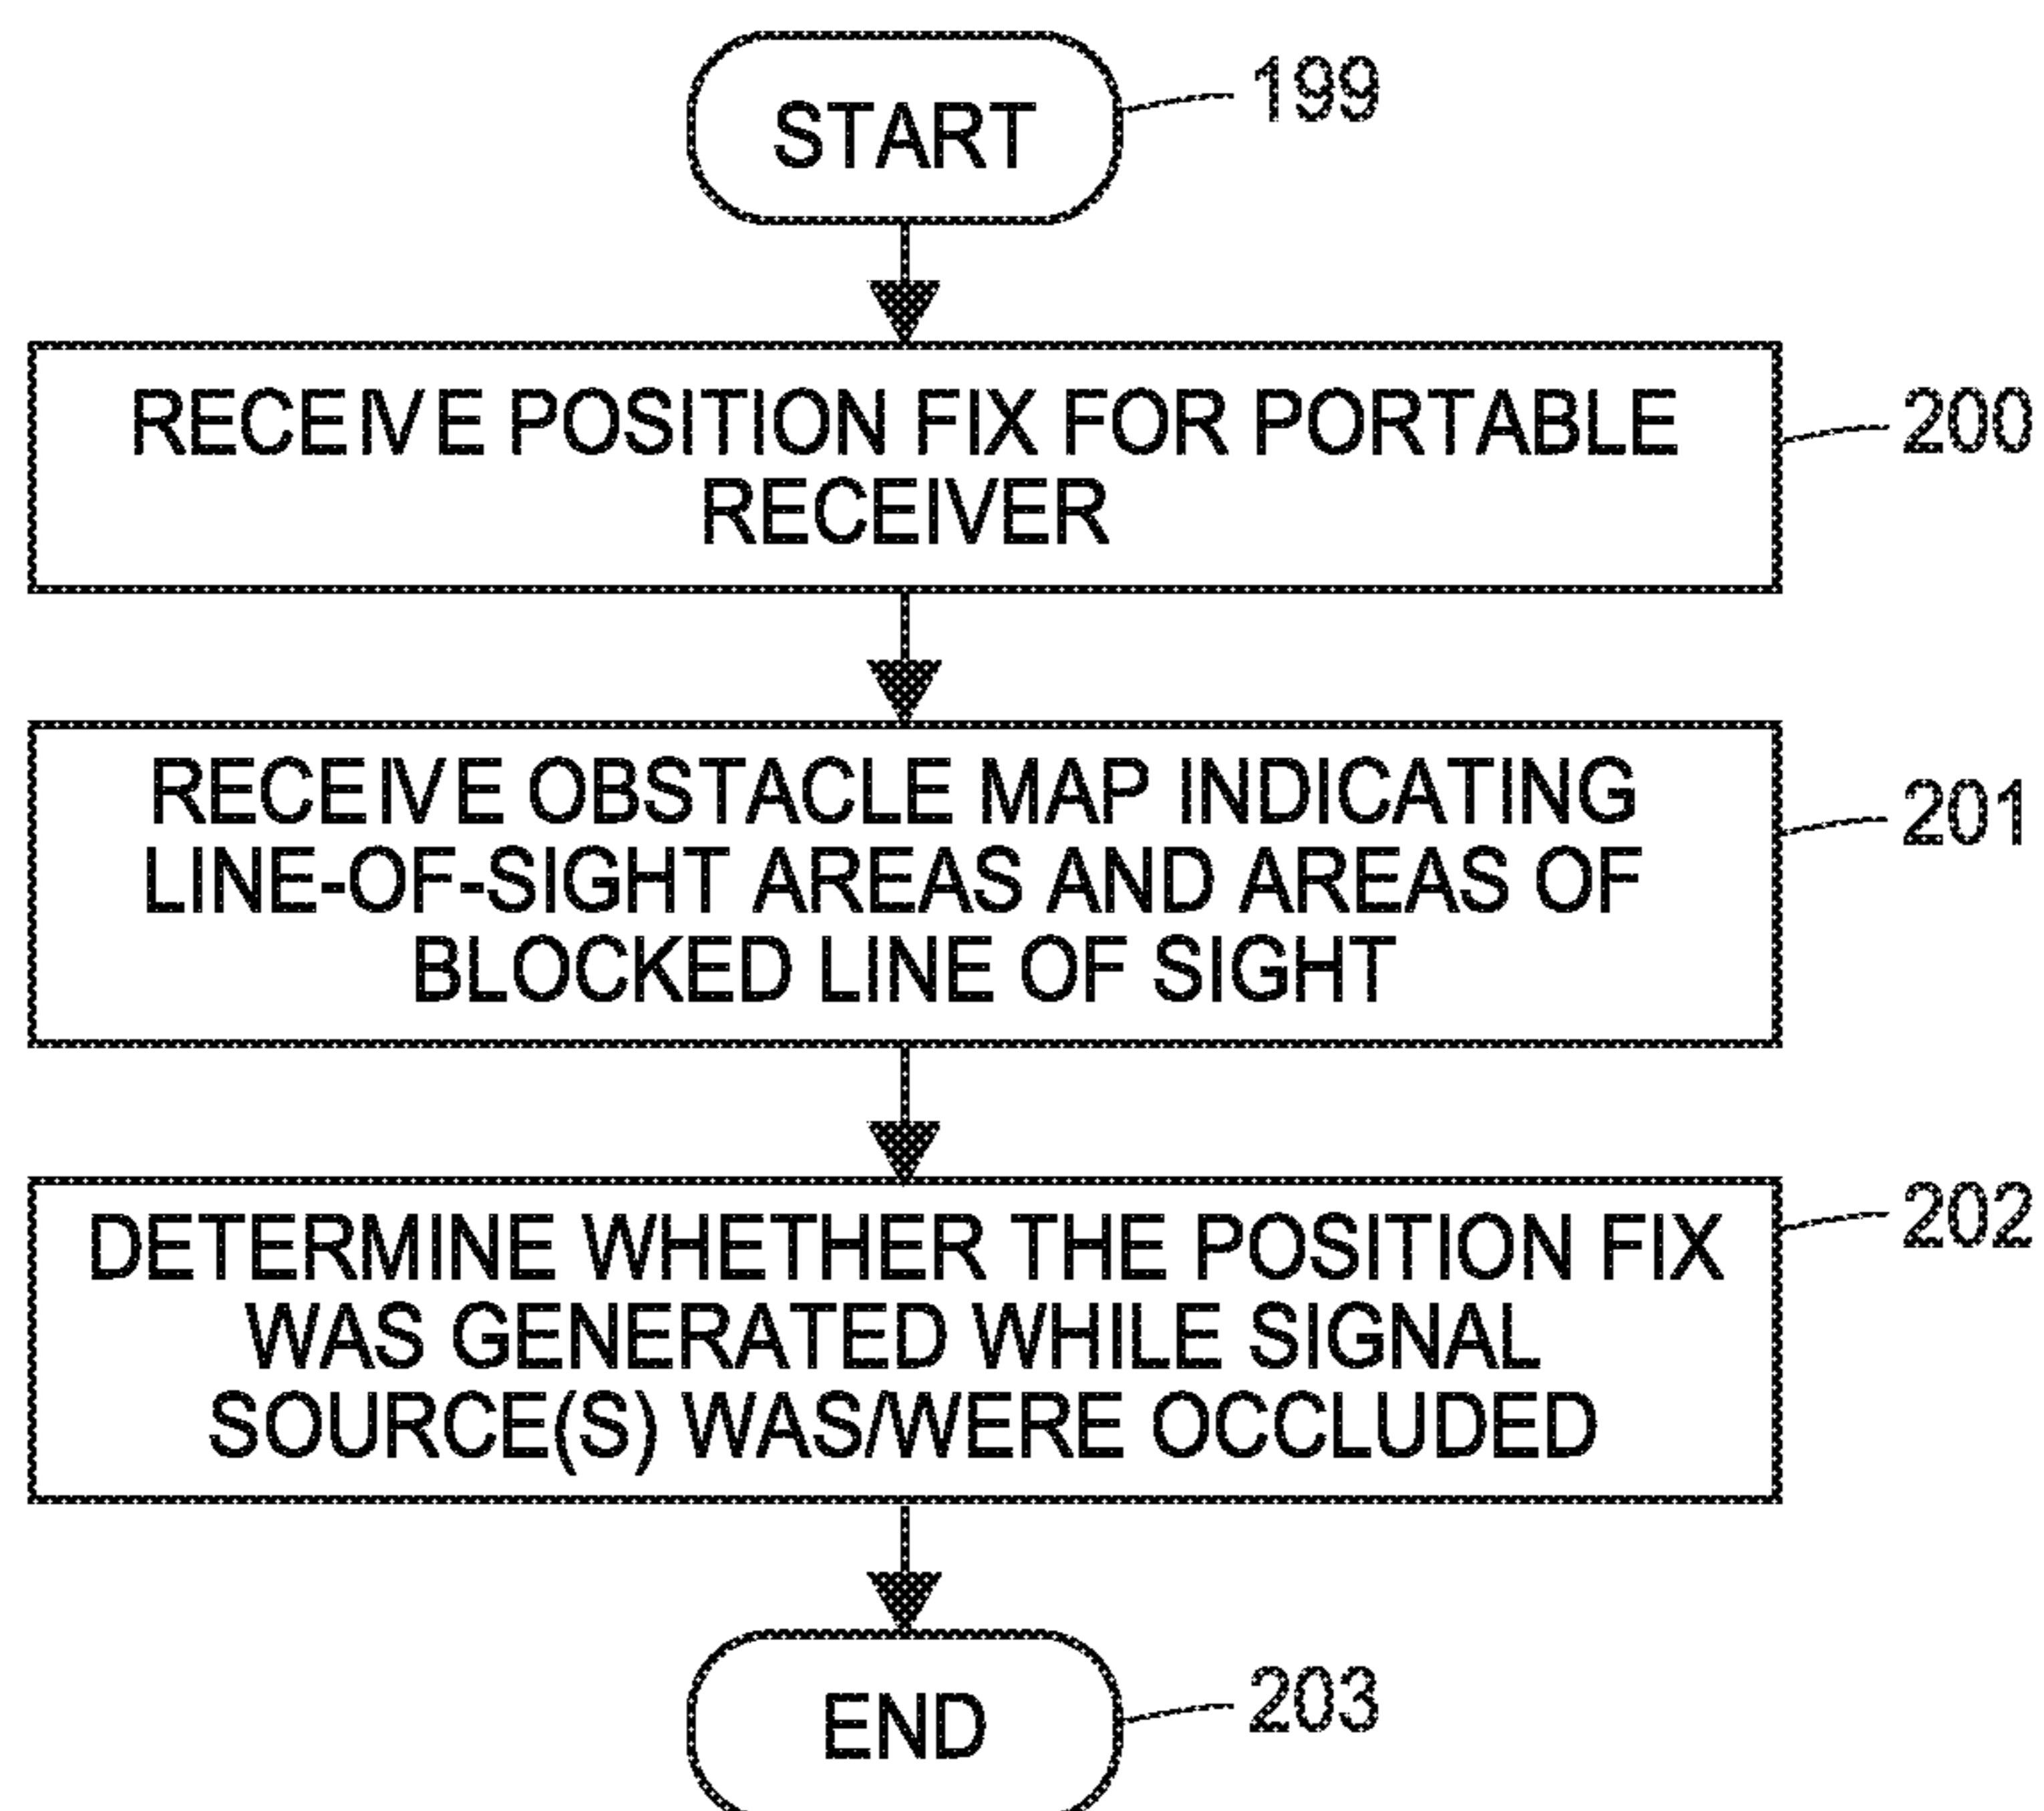 START
199
RECEIVE POSITION FIX FOR PORTABLE
RECEIVER
200
RECEIVE OBSTACLE MAP INDICATING
LINE-OF-SIGHT AREAS AND AREAS OF
BLOCKED LINE OF SIGHT
201
DETERMINE WHETHER THE POSITION FIX
WAS GENERATED WHILE SIGNAL
SOURCE(S) WAS/WERE OCCLUDED
202
END
203